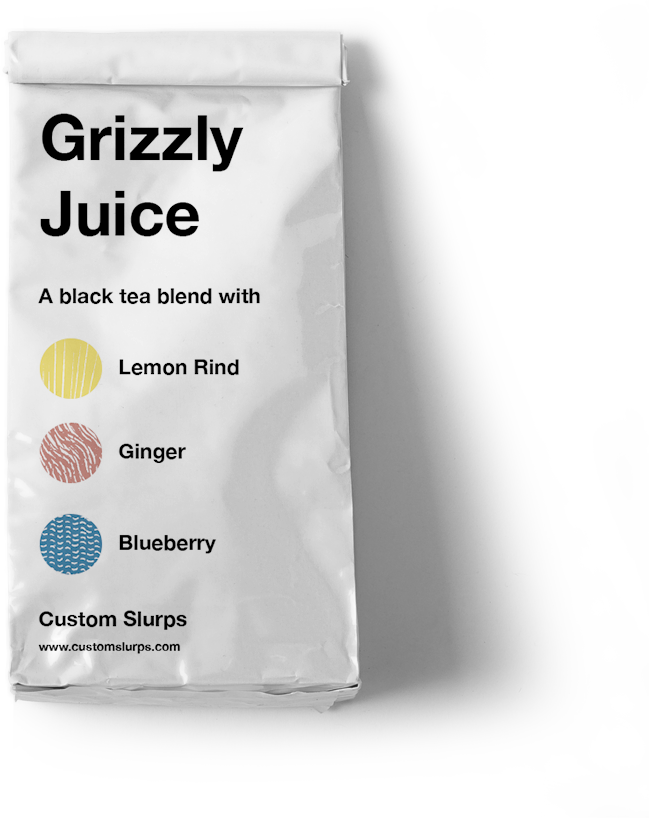 Grizzly
Juice
A black tea blend with
Lemon Rind
Ginger
Blueberry
Custom Slurps
www.customslurps.com